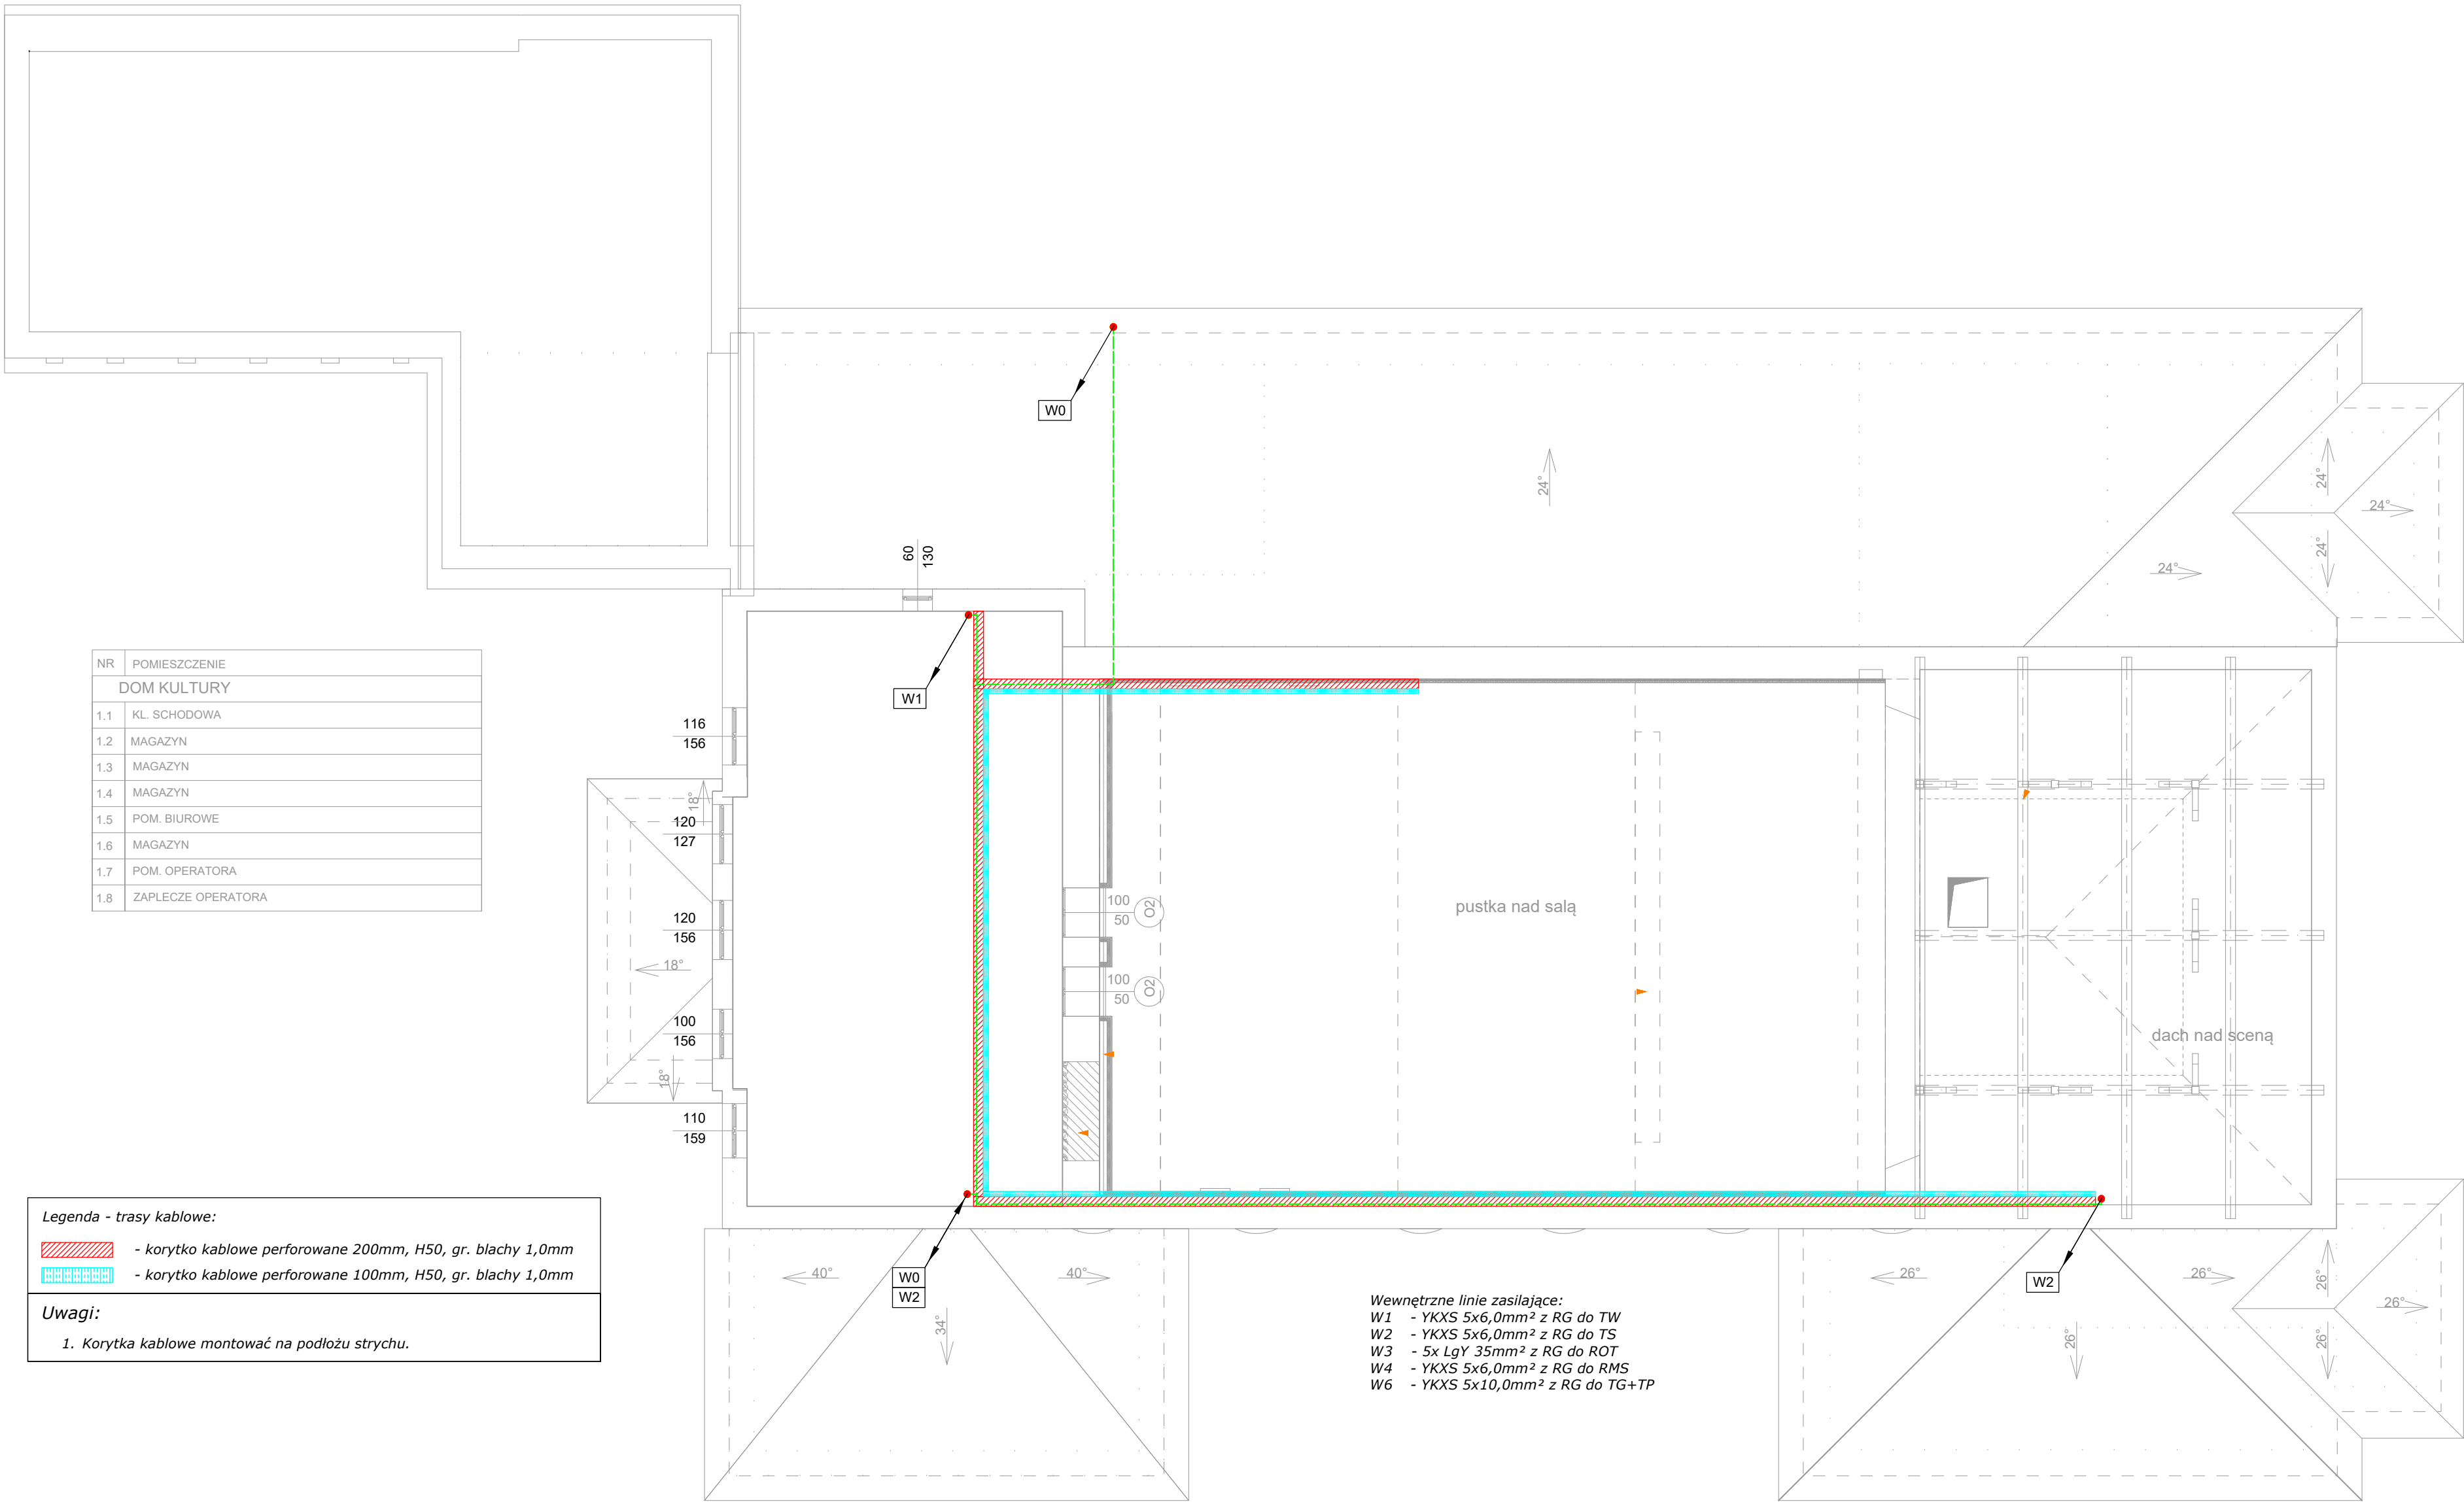 W0
24°
24°
24°
24°
24°
60
130
W1
NR POMIESZCZENIE
DOM KULTURY
1.1 KL. SCHODOWA
1.2 MAGAZYN
1.3 MAGAZYN
1.4 MAGAZYN
1.5 POM. BIUROWE
1.6 MAGAZYN
1.7 POM. OPERATORA
1.8 ZAPLECZE OPERATORA
116
156
18°
120
127
120
156
18°
100
156
18°
110
159
100
50
O2
100
50
O2
pustka nad salą
dach nad sceną
Legenda - trasy kablowe:
- korytko kablowe perforowane 200mm, H50, gr. blachy 1,0mm
- korytko kablowe perforowane 100mm, H50, gr. blachy 1,0mm
Uwagi:
1. Korytka kablowe montować na podłożu strychu.
40°
W0
W2
40°
34°
Wewnętrzne linie zasilające:
W1 - YKXS 5x6,0mm² z RG do TW
W2 - YKXS 5x6,0mm² z RG do TS
W3 - 5x LgY 35mm² z RG do ROT
W4 - YKXS 5x6,0mm² z RG do RMS
W6 - YKXS 5x10,0mm² z RG do TG+TP
26°
W2
26°
26°
26°
26°
26°